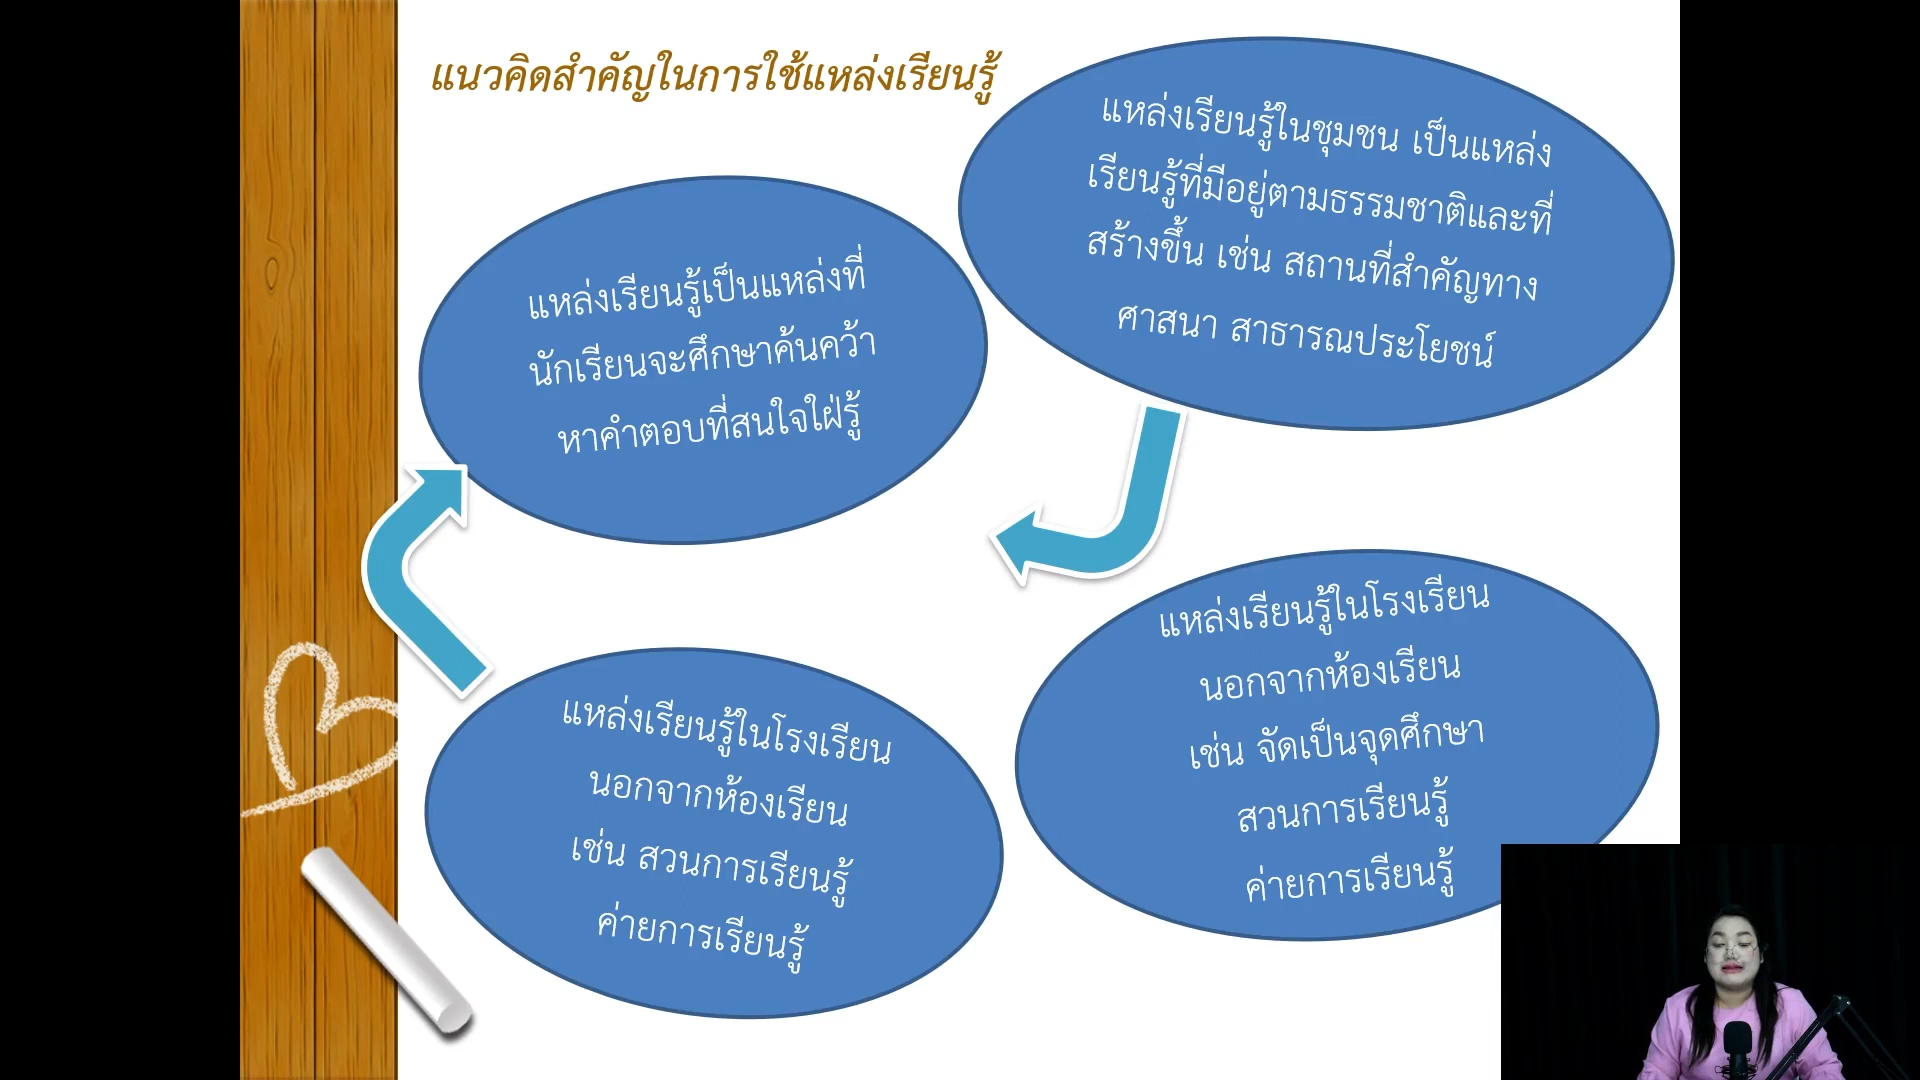 แนวคิดสำคัญในการใช้แหล่งเรียนรู้
แหล่งเรียนรู้เป็นแหล่งที่
นักเรียนจะศึกษาค้นคว้า
หาคำตอบที่สนใจใฝ่รู้
แหล่งเรียนรู้ในชุมชน เป็นแหล่ง
เรียนรู้ที่มีอยู่ตามธรรมชาติและที่
สร้างขึ้น เช่น สถานที่สำคัญทาง
ศาสนา สาธารณประโยชน์
แหล่งเรียนรู้ในโรงเรียน
นอกจากห้องเรียน
เช่น สวนการเรียนรู้
ค่ายการเรียนรู้
แหล่งเรียนรู้ในโรงเรียน
นอกจากห้องเรียน
เช่น จัดเป็นจุดศึกษา
สวนการเรียนรู้
ค่ายการเรียนรู้